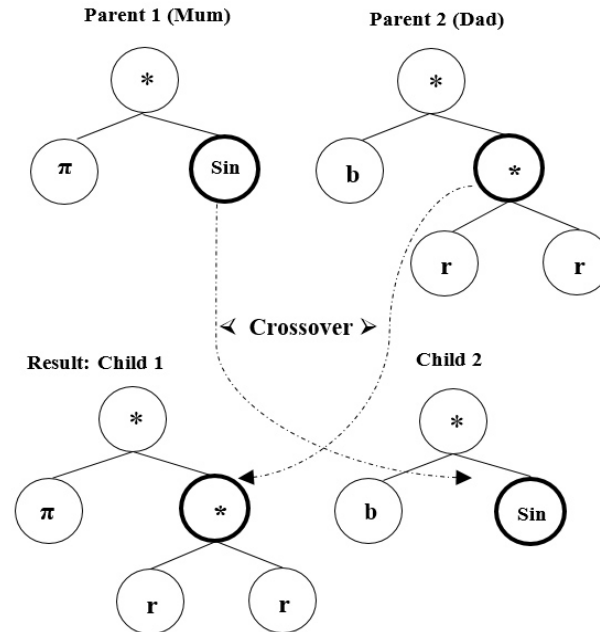 Parent 1 (Mum)
Parent 2 (Dad)
*
*
π
Sin
b
*
r
r
Crossover
Result: Child 1
Child 2
*
*
π
*
b
Sin
r
r